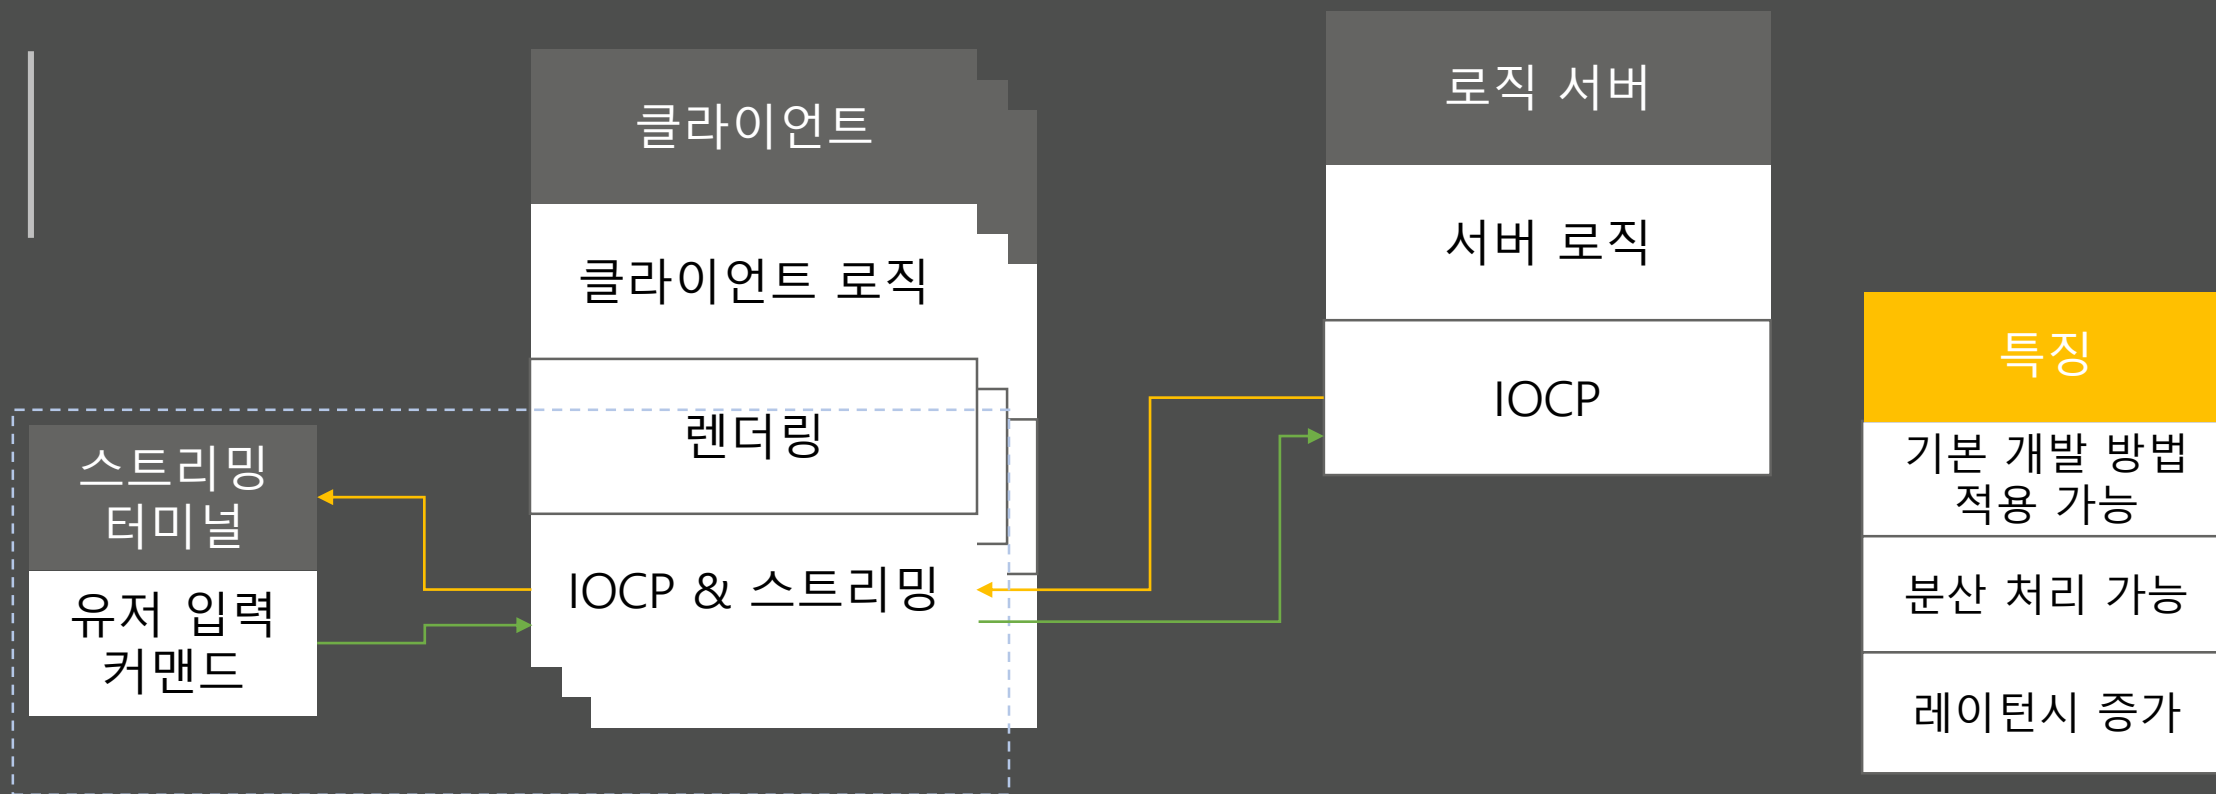 클라이언트
클라이언트 로직
렌더링
IOCP & 스트리밍
스트리밍
터미널
유저 입력
커맨드
로직 서버
서버 로직
IOCP
특징
기본 개발 방법
적용 가능
분산 처리 가능
레이턴시 증가